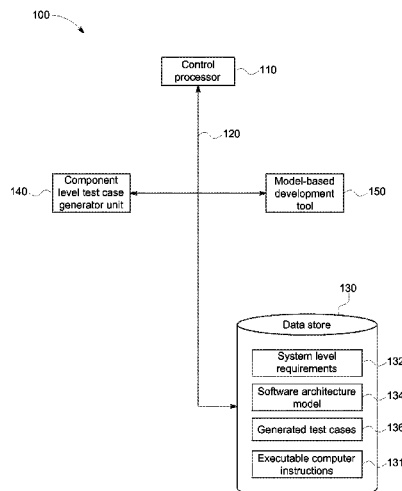 100
Control
processor
110
120
Component
level test case
generator unit
140
Model-based
development
tool
150
130
Data store
System level
requirements
132
Software architecture
model
134
Generated test cases
136
Executable computer
instructions
131